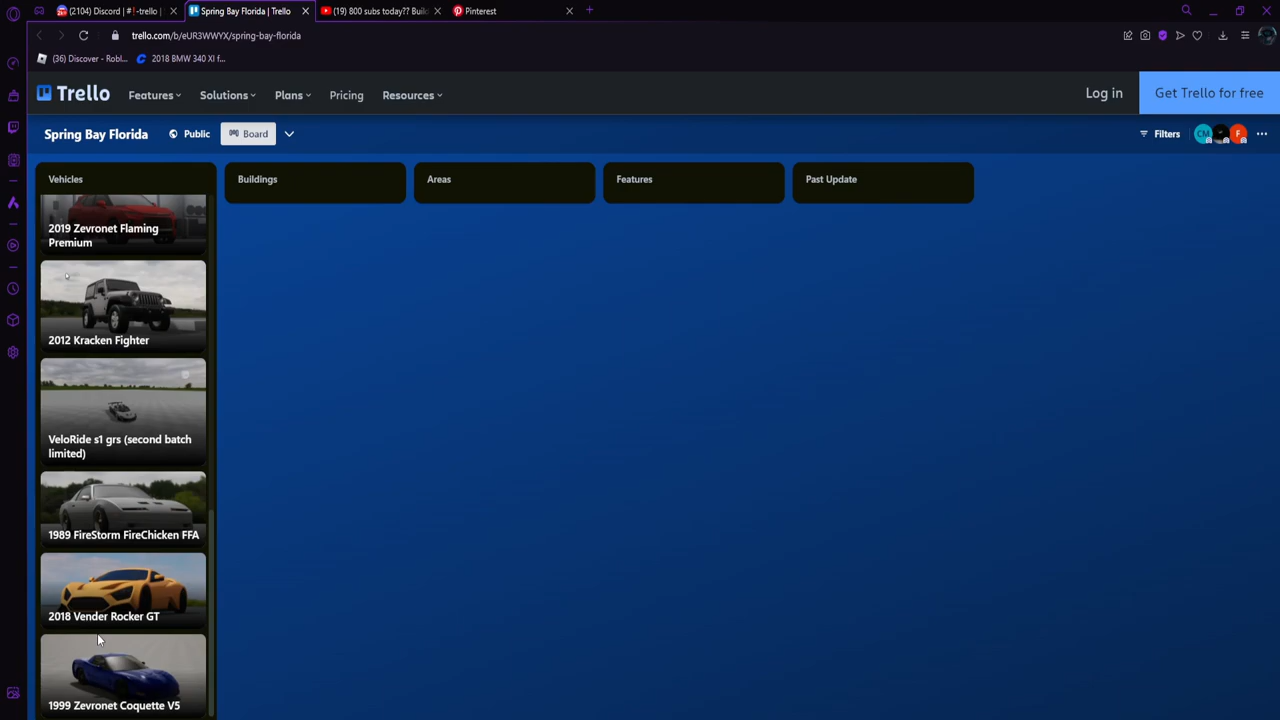 (2104) Discord | #❗-trello |
Spring Bay Florida | Trello
(19) 800 subs today?? Buil
Pinterest
trello.com/b/eUR3WWYX/spring-bay-florida
(36) Discover - Robl...
2018 BMW 340 XI f...
Trello
Features
Solutions
Plans
Pricing
Resources
Log in
Get Trello for free
Spring Bay Florida
Public
Board
Filters
CM
F
Vehicles
Buildings
Areas
Features
Past Update
2019 Zevronet Flaming
Premium
2012 Kracken Fighter
VeloRide s1 grs (second batch
limited)
1989 FireStorm FireChicken FFA
2018 Vender Rocker GT
1999 Zevronet Coquette V5